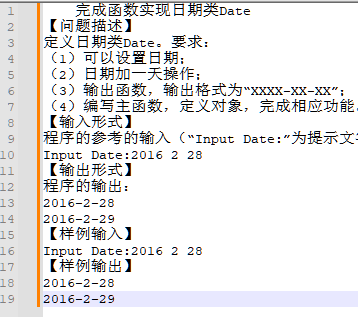 1 完成函数实现日期类Date
2 【问题描述】
3 定义日期类Date。要求：
4 （1）可以设置日期；
5 （2）日期加一天操作；
6 （3）输出函数，输出格式为“XXXX-XX-XX”；
7 （4）编写主函数，定义对象，完成相应功能。
8 【输入形式】
9 程序的参考的输入（“Input Date:”为提示文字
10 Input Date:2016 2 28
11 【输出形式】
12 程序的输出：
13 2016-2-28
14 2016-2-29
15 【样例输入】
16 Input Date:2016 2 28
17 【样例输出】
18 2016-2-28
19 2016-2-29